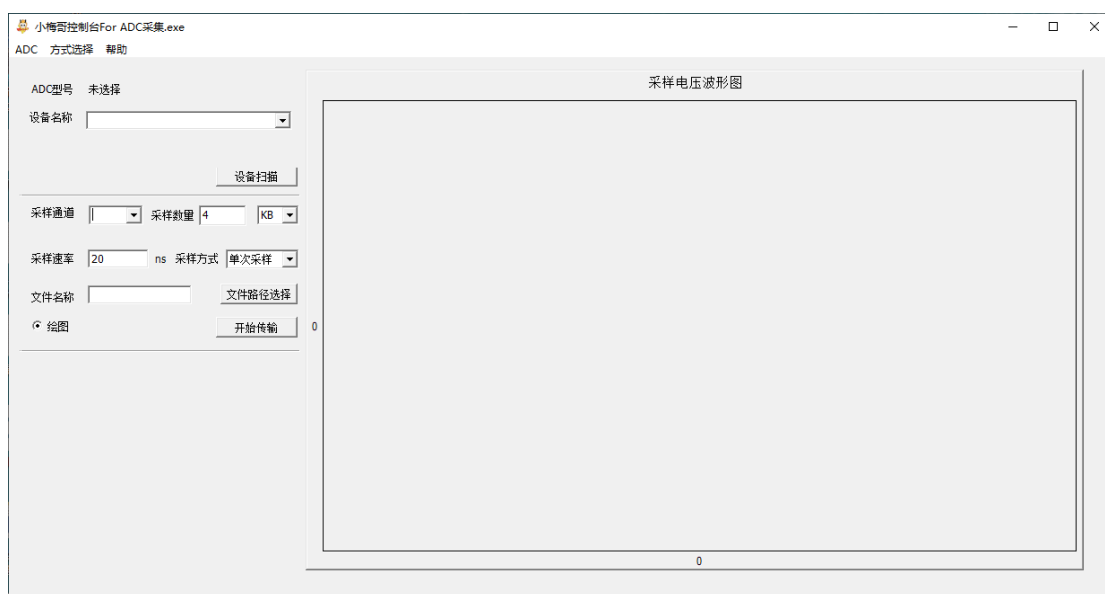 小梅哥控制台For ADC采集.exe
ADC 方式选择 帮助
ADC型号 未选择
设备名称
设备扫描
采样通道 采样数量 4 KB
采样速率 20 ns 采样方式 单次采样
文件名称 文件路径选择
绘图 开始传输
采样电压波形图
0
0